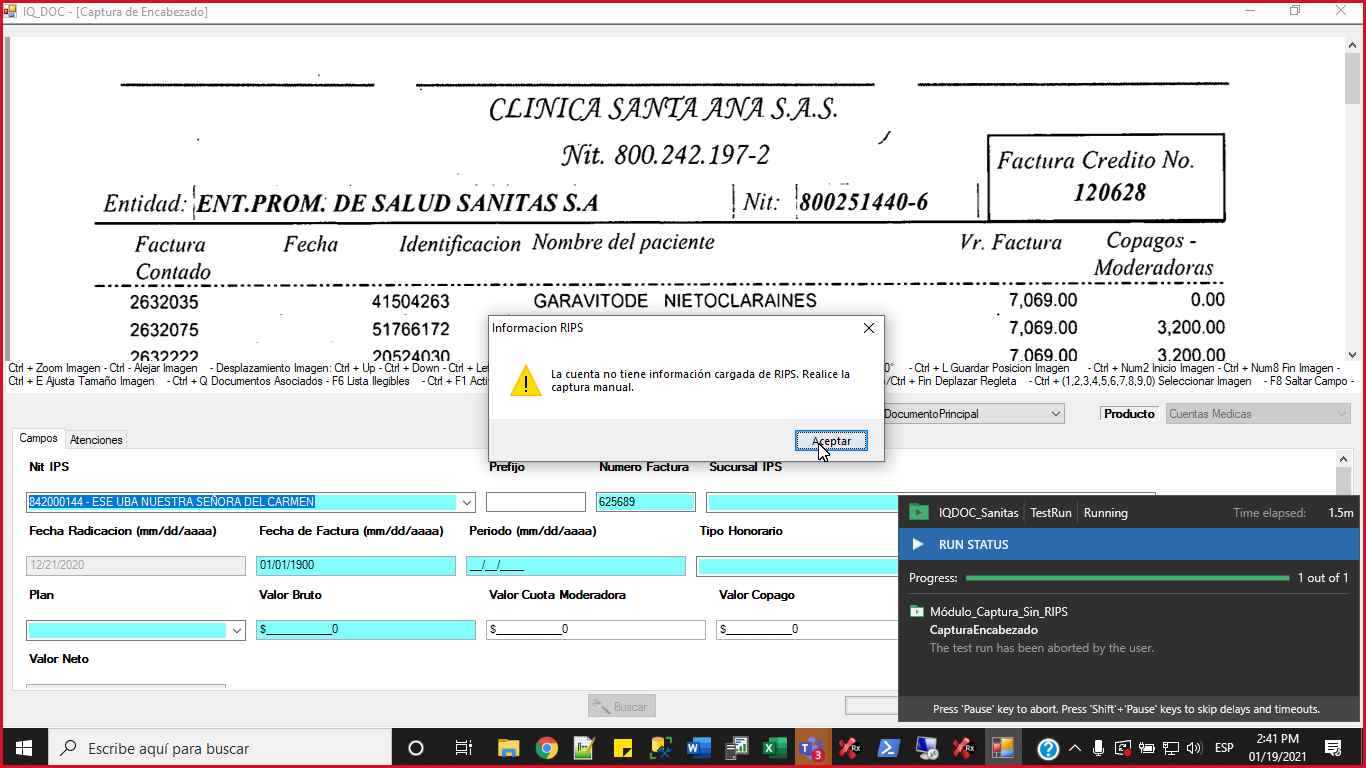 IQ_DOC - [Captura de Encabezado]
CLINICA SANTA ANA S.A.S.
Nit. 800.242.197-2
Factura Credito No.
120628
Entidad: ENT.PROM. DE SALUD SANITAS S.A Nit: 800251440-6
Factura Contado Fecha Identificacion Nombre del paciente Vr. Factura Copagos - Moderadoras
2632035 41504263 GARAVITODE NIETOCLARAINES 7,069.00 0.00
2632075 51766172 7,069.00 3,200.00
2632222 20524030 7.069.00 3.200.00
Ctrl + Zoom Imagen - Ctrl - Alejar Imagen - Desplazamiento Imagen: Ctrl + Up - Ctrl + Down - Ctrl + Let
0° - Ctrl + L Guardar Posicion Imagen - Ctrl + Num2 Inicio Imagen - Ctrl + Num8 Fin Imagen -
Ctrl + E Ajusta Tamaño Imagen - Ctrl + Q Documentos Asociados - F6 Lista Ilegibles - Ctrl + F1 Acti
/Ctrl + Fin Deplazar Regleta - Ctrl + (1,2,3,4,5,6,7,8,9,0) Seleccionar Imagen - F8 Saltar Campo -
Informacion RIPS
La cuenta no tiene información cargada de RIPS. Realice la
captura manual.
Aceptar
DocumentoPrincipal Producto Cuentas Medicas
Campos Atenciones
Nit IPS Prefijo Numero Factura Sucursal IPS
842000144 - ESE UBA NUESTRA SEÑORA DEL CARMEN 625689
Fecha Radicacion (mm/dd/aaaa) Fecha de Factura (mm/dd/aaaa) Periodo (mm/dd/aaaa) Tipo Honorario
12/21/2020 01/01/1900 __/__/____
Plan Valor Bruto Valor Cuota Moderadora Valor Copago
$__________0 $__________0 $__________0
Valor Neto
Buscar
IQDOC_Sanitas TestRun Running Time elapsed: 1.5m
RUN STATUS
Progress: 1 out of 1
Módulo_Captura_Sin_RIPS
CapturaEncabezado
The test run has been aborted by the user.
Press 'Pause' key to abort. Press 'Shift'+'Pause' keys to skip delays and timeouts.
Escribe aquí para buscar
3
ESP
2:41 PM
01/19/2021